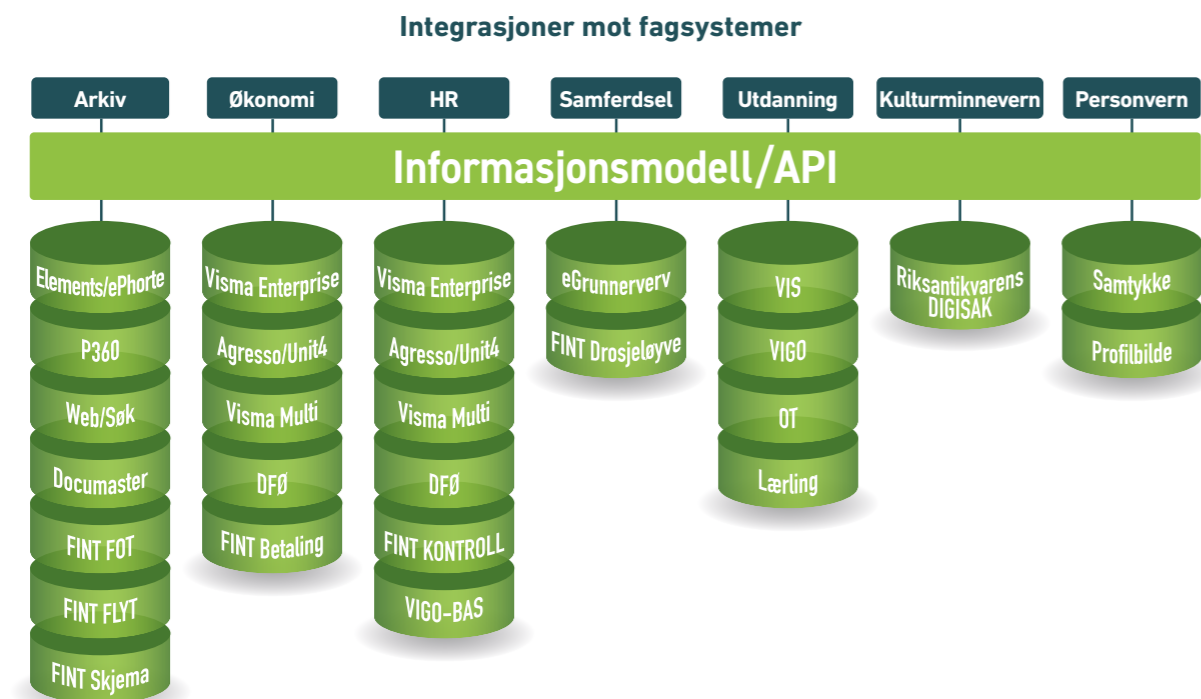 Integrasjoner mot fagsystemer
Arkiv
Økonomi
HR
Samferdsel
Utdanning
Kulturminnevern
Personvern
Informasjonsmodell/API
Elements/ePhorte
P360
Web/Søk
Documaster
FINT FOT
FINT FLYT
FINT Skjema
Visma Enterprise
Agresso/Unit4
Visma Multi
DFØ
FINT Betaling
Visma Enterprise
Agresso/Unit4
Visma Multi
DFØ
FINT KONTROLL
VIGO-BAS
eGrunnerverv
FINT Drosjeløyve
VIS
VIGO
OT
Lærling
Riksantikvarens
DIGISAK
Samtykke
Profilbilde